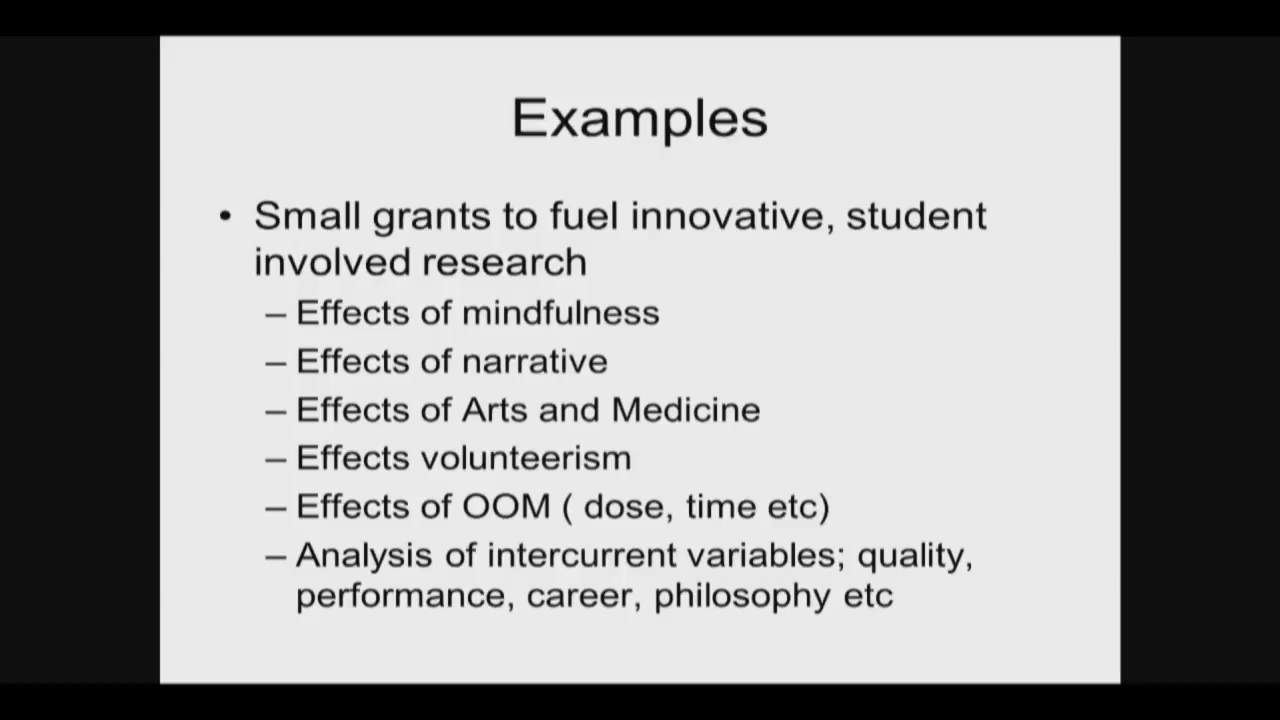 Examples
• Small grants to fuel innovative, student
involved research
– Effects of mindfulness
– Effects of narrative
– Effects of Arts and Medicine
– Effects volunteerism
– Effects of OOM ( dose, time etc)
– Analysis of intercurrent variables; quality,
performance, career, philosophy etc